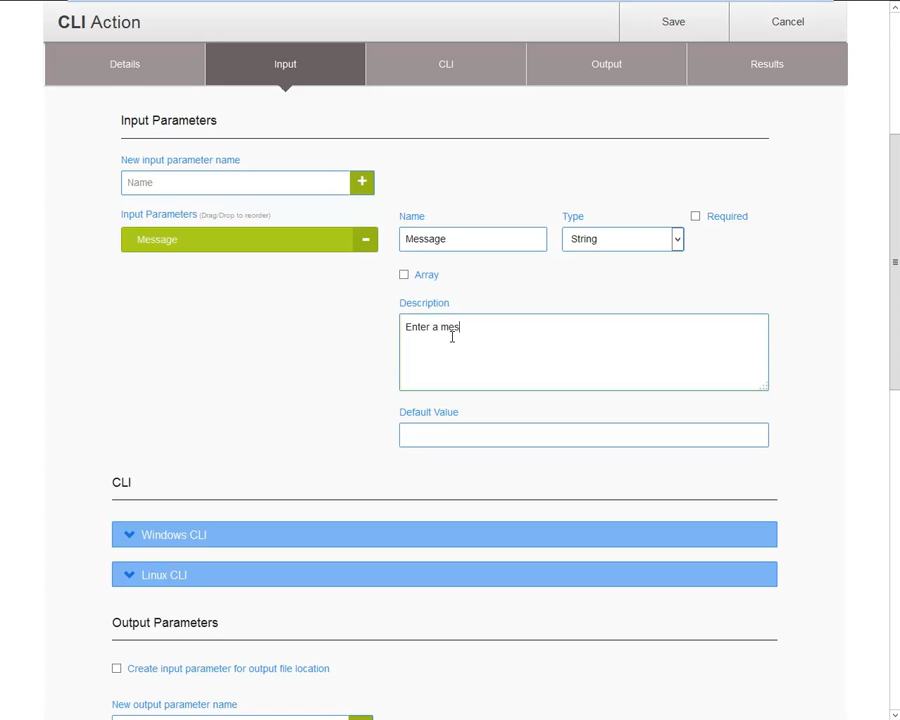 CLI Action
Save
Cancel
Details
Input
CLI
Output
Results
Input Parameters
New input parameter name
Name
+
Input Parameters (Drag/Drop to reorder)
Name
Type
Required
Message
-
Message
String
Array
Description
Enter a mes
Default Value
CLI
Windows CLI
Linux CLI
Output Parameters
Create input parameter for output file location
New output parameter name